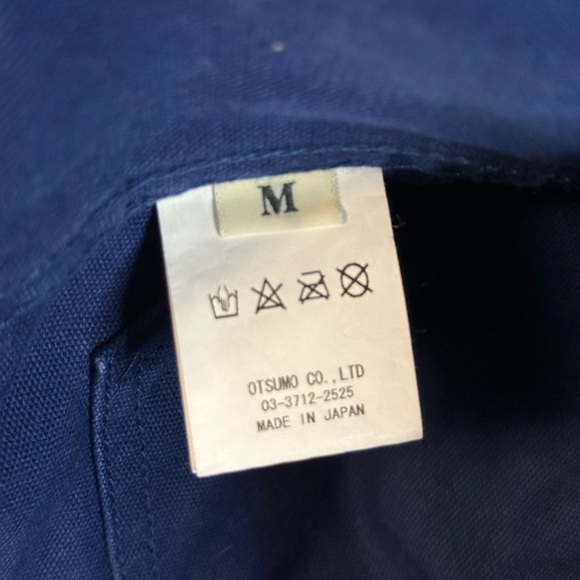 M
OTSUMO CO.,LTD
03-3712-2525
MADE IN JAPAN